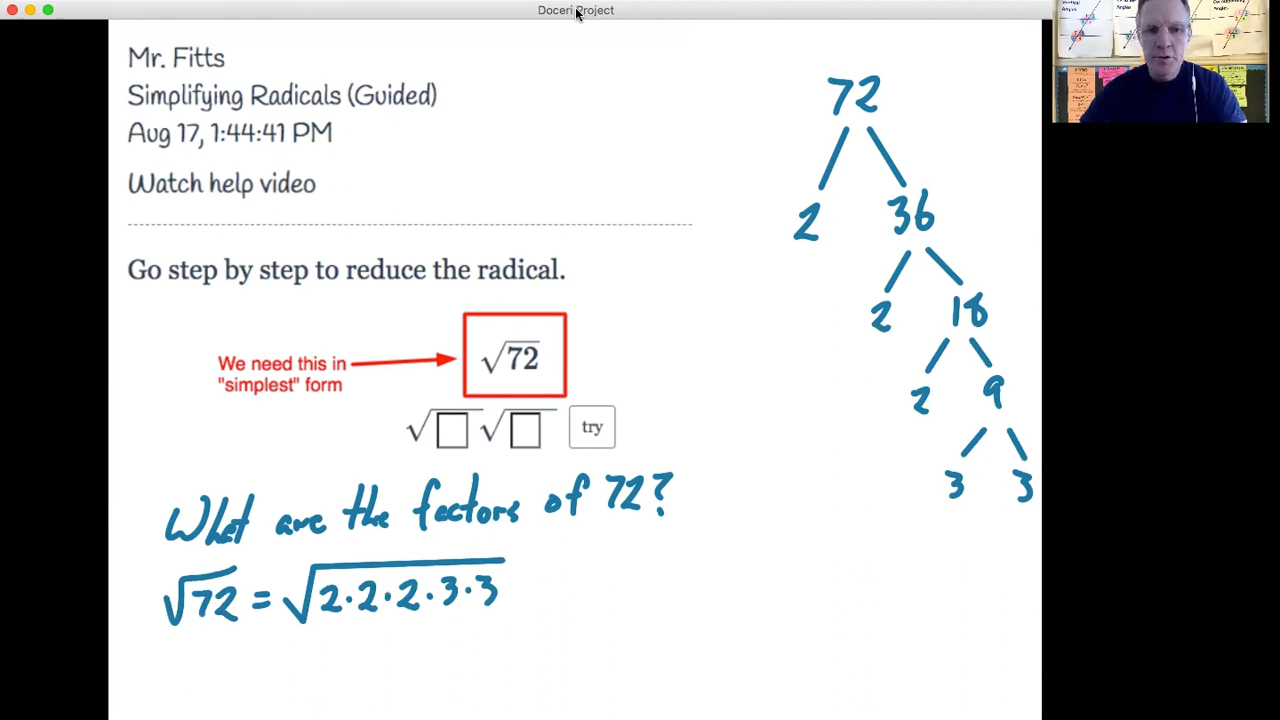 Doceri Project
Mr. Fitts
Simplifying Radicals (Guided)
Aug 17, 1:44:41 PM
Watch help video
Go step by step to reduce the radical.
We need this in
"simplest" form
√72
√□ √□ try
What are the factors of 72?
√72 = √2·2·2·3·3
72
2 36
2 18
2 9
3 3